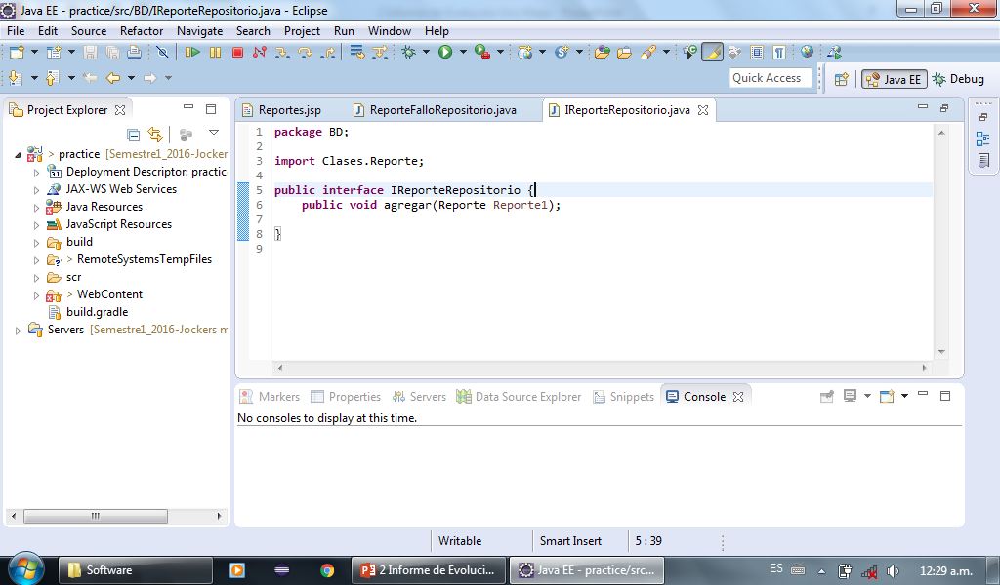 Java EE - practice/src/BD/IReporteRepositorio.java - Eclipse
File Edit Source Refactor Navigate Search Project Run Window Help
Quick Access
Java EE
Debug
Project Explorer
Reportes.jsp
ReporteFalloRepositorio.java
IReporteRepositorio.java
practice [Semestre1_2016-Jocker
Deployment Descriptor: practic
JAX-WS Web Services
Java Resources
JavaScript Resources
build
> RemoteSystemsTempFiles
scr
> WebContent
build.gradle
Servers [Semestre1_2016-Jockers m
1 package BD;
2
3 import Clases.Reporte;
4
5 public interface IReporteRepositorio {
6 public void agregar(Reporte Reporte1);
7
8 }
9
Markers Properties Servers Data Source Explorer Snippets Console
No consoles to display at this time.
Writable Smart Insert 5 : 39
Software
2 Informe de Evoluci...
Java EE - practice/src...
ES
12:29 a.m.